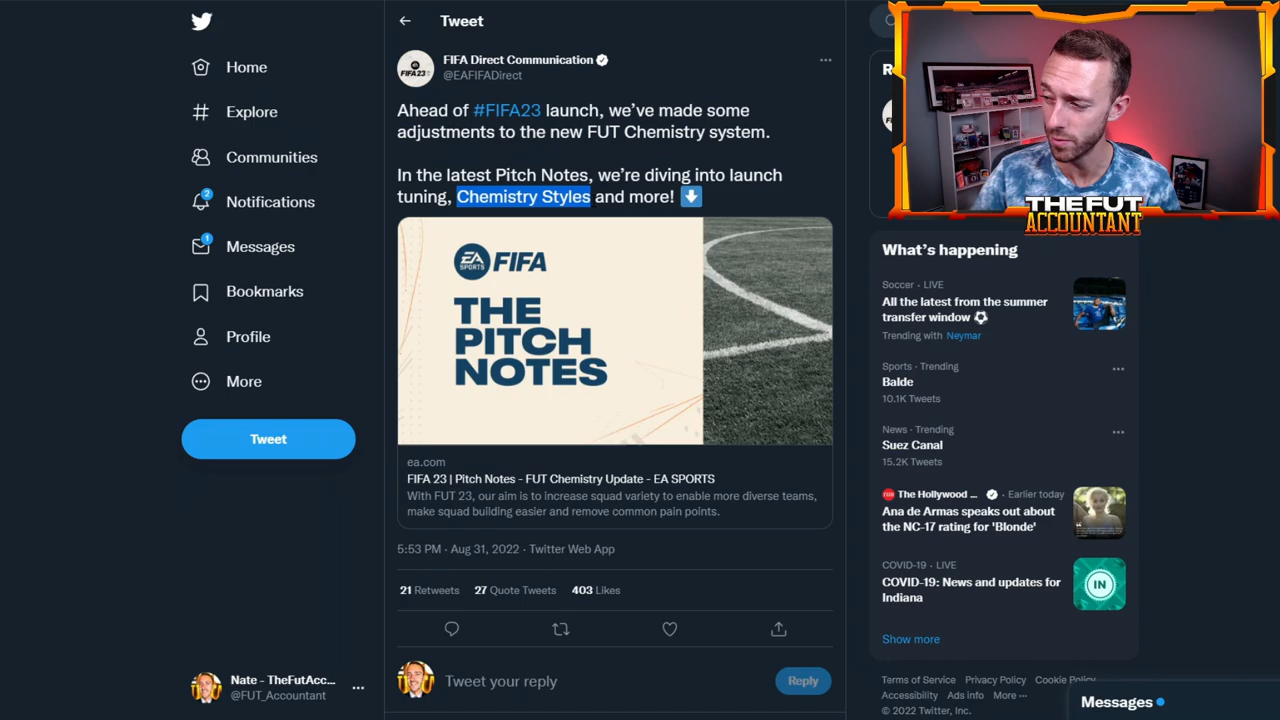 Home
Explore
Communities
2
Notifications
1
Messages
Bookmarks
Profile
More
Tweet
Nate - TheFutAcc...
@FUT_Accountant
Tweet
FIFA 23
FIFA Direct Communication
@EAFIFADirect
Ahead of #FIFA23 launch, we've made some
adjustments to the new FUT Chemistry system.
In the latest Pitch Notes, we're diving into launch
tuning, Chemistry Styles and more! ⬇
EA SPORTS FIFA
THE
PITCH
NOTES
ea.com
FIFA 23 | Pitch Notes - FUT Chemistry Update - EA SPORTS
With FUT 23, our aim is to increase squad variety to enable more diverse teams,
make squad building easier and remove common pain points.
5:53 PM · Aug 31, 2022 · Twitter Web App
21 Retweets 27 Quote Tweets 403 Likes
Tweet your reply
Reply
R
THE FUT
ACCOUNTANT
What's happening
Soccer · LIVE
All the latest from the summer
transfer window ⚽
Trending with Neymar
Sports · Trending
Balde
10.1K Tweets
News · Trending
Suez Canal
15.2K Tweets
The Hollywood ... · Earlier today
Ana de Armas speaks out about
the NC-17 rating for 'Blonde'
COVID-19 · LIVE
COVID-19: News and updates for
Indiana
IN
Show more
Terms of Service Privacy Policy Cookie Policy
Accessibility Ads info More ···
© 2022 Twitter, Inc.
Messages